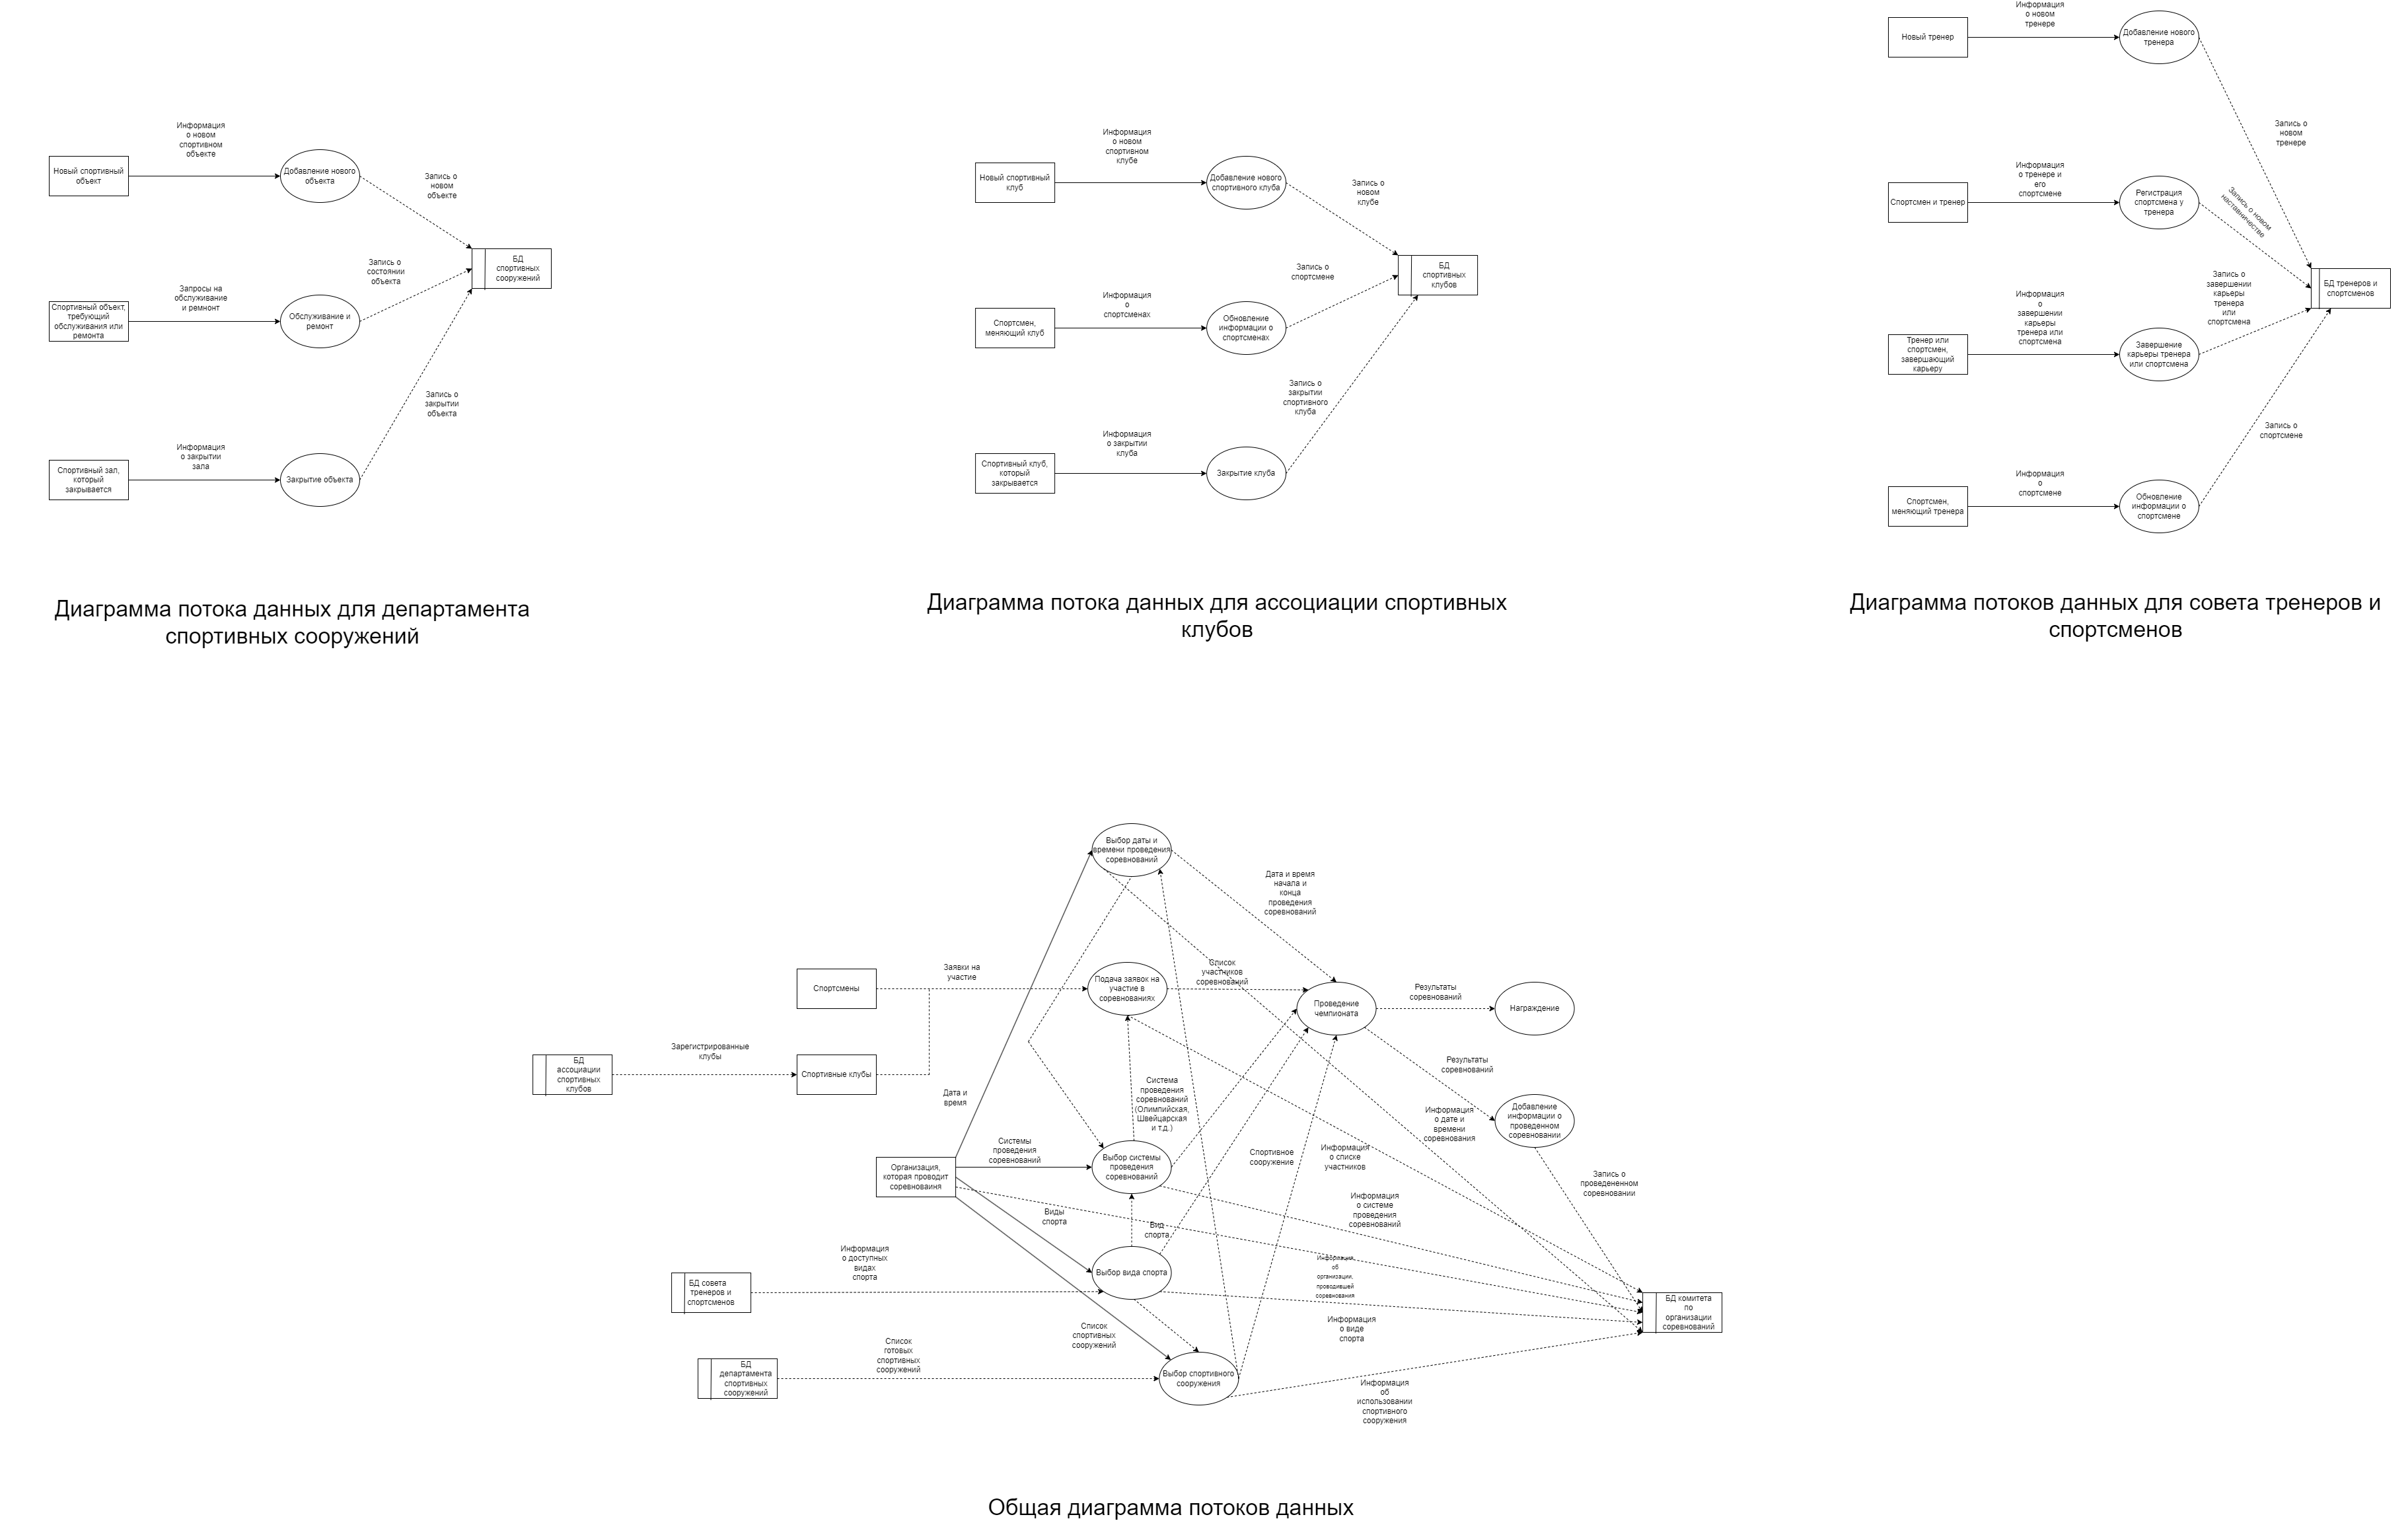 Информация
о новом
спортивном
объекте
Новый спортивный
объект
Добавление нового
объекта
Запись о
новом
объекте
БД
спортивных
сооружений
Запросы на
обслуживание
и ремнонт
Запись о
состоянии
объекта
Спортивный объект,
требующий
обслуживания или
ремонта
Обслуживание и
ремонт
Запись о
закрытии
объекта
Информация
о закрытии
зала
Спортивный зал,
который
закрывается
Закрытие объекта
Диаграмма потока данных для департамента
спортивных сооружений
Информация
о новом
спортивном
клубе
Новый спортивный
клуб
Добавление нового
спортивного клуба
Запись о
новом
клубе
БД
спортивных
клубов
Информация
о
спортсменах
Запись о
спортсмене
Спортсмен,
меняющий клуб
Обновление
информации о
спортсменах
Запись о
закрытии
спортивного
клуба
Информация
о закрытии
клуба
Спортивный клуб,
который
закрывается
Закрытие клуба
Диаграмма потока данных для ассоциации спортивных
клубов
Информация
о новом
тренере
Новый тренер
Добавление нового
тренера
Запись о
новом
тренере
Информация
о тренере и
его
спортсмене
Спортсмен и тренер
Регистрация
спортсмена у
тренера
Запись о новом
наставничестве
БД тренеров и
спортсменов
Информация
о
завершении
карьеры
тренера или
спортсмена
Запись о
завершении
карьеры
тренера
или
спортсмена
Тренер или
спортсмен,
завершающий
карьеру
Завершение
карьеры тренера
или спортсмена
Запись о
спортсмене
Информация
о
спортсмене
Спортсмен,
меняющий тренера
Обновление
информации о
спортсмене
Диаграмма потоков данных для совета тренеров и
спортсменов
Выбор даты и
времени проведения
соревнований
Дата и время
начала и
конца
проведения
соревнований
Заявки на
участие
Спортсмены
Подача заявок на
участие в
соревнованиях
Список
участников
соревнований
Проведение
чемпионата
Результаты
соревнований
Награждение
Зарегистрированные
клубы
БД
ассоциации
спортивных
клубов
Спортивные клубы
Дата и
время
Система
проведения
соревнований
(Олимпийская,
Швейцарская
и т.д.)
Результаты
соревнований
Добавление
информации о
проведенном
соревновании
Информация
о дате и
времени
соревнования
Системы
проведения
соревнований
Организация,
которая проводит
соревноваиня
Выбор системы
проведения
соревнований
Спортивное
сооружение
Информация
о списке
участников
Запись о
проведененном
соревновании
Виды
спорта
Вид
спорта
Информация
о системе
проведения
соревнований
Информация
о доступных
видах
спорта
БД совета
тренеров и
спортсменов
Выбор вида спорта
Информация
об
организации,
проводившей
соревнования
БД комитета
по
организации
соревнований
Информация
о виде
спорта
Список
спортивных
сооружений
Список
готовых
спортивных
сооружений
БД
департамента
спортивных
сооружений
Выбор спортивного
сооружения
Информация
об
использовании
спортивного
сооружения
Общая диаграмма потоков данных